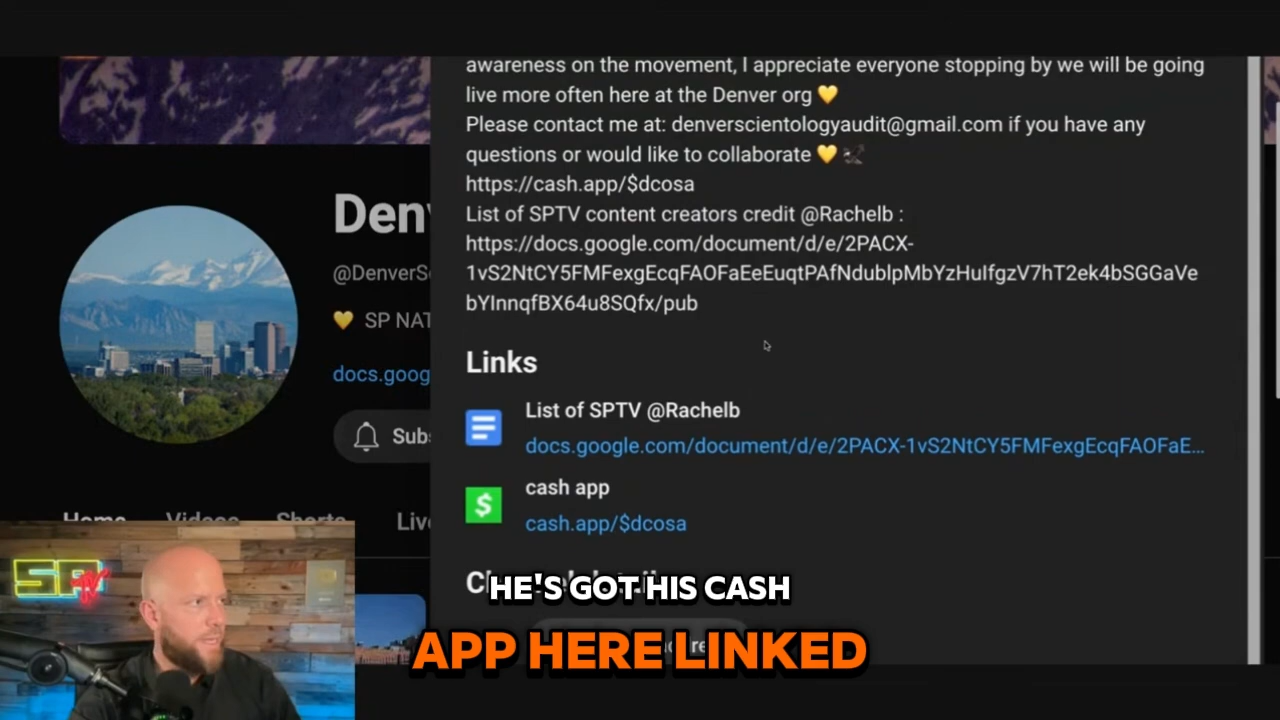 awareness on the movement, I appreciate everyone stopping by we will be going
live more often here at the Denver org 💛
Please contact me at: denverscientologyaudit@gmail.com if you have any
questions or would like to collaborate 💛
https://cash.app/$dcosa
List of SPTV content creators credit @Rachelb :
https://docs.google.com/document/d/e/2PACX-
1vS2NtCY5FMFexgEcqFAOFaEeEuqtPAfNdublpMbYzHuIfgzV7hT2ek4bSGGaVe
bYInnqfBX64u8SQfx/pub
Den
@DenverS
💛 SP NAT
docs.goog
Subs
Links
List of SPTV @Rachelb
docs.google.com/document/d/e/2PACX-1vS2NtCY5FMFexgEcqFAOFaE...
cash app
cash.app/$dcosa
Home Videos Shorts Liv
SPTV
HE'S GOT HIS CASH
APP HERE LINKED